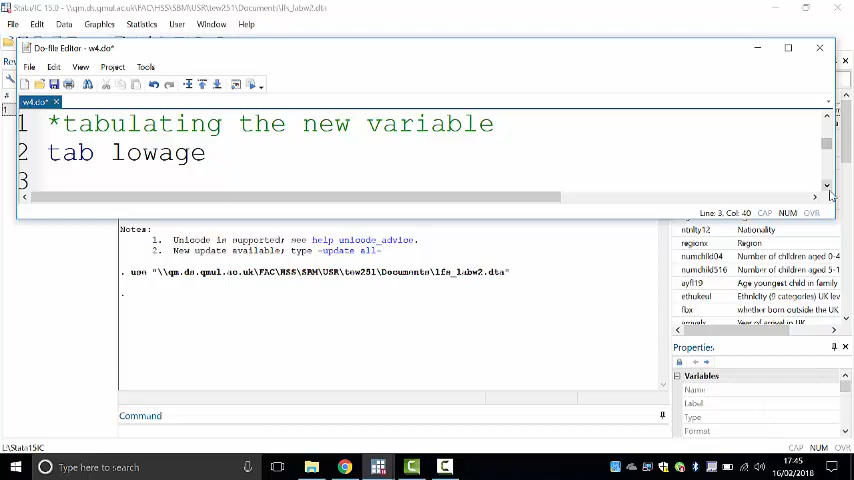 Stata/IC 15.0 - \\qm.ds.qmul.ac.uk\FAC\HSS\SBM\USR\tew251\Documents\lfs_labw2.dta
File Edit Data Graphics Statistics User Window Help
Do-file Editor - w4.do*
File Edit View Project Tools
w4.do*
1 *tabulating the new variable
2 tab lowage
3
Line: 3, Col: 40 CAP NUM OVR
Notes:
1. Unicode is supported; see help unicode_advice.
2. New update available; type -update all-
. use "\\qm.ds.qmul.ac.uk\FAC\HSS\SBM\USR\tew251\Documents\lfs_labw2.dta"
.
Command
ntnlty12 Nationality
regionx Region
numchild04 Number of children aged 0-4
numchild516 Number of children aged 5-1
ayfl19 Age youngest child in family
ethukeul Ethnicity (9 categories) UK lev
fbx whether born outside the UK
Year of arrival in UK
Properties
Variables
Name
Label
Type
Format
L:\Stata15IC
CAP NUM OVR
Type here to search
17:45
16/02/2018